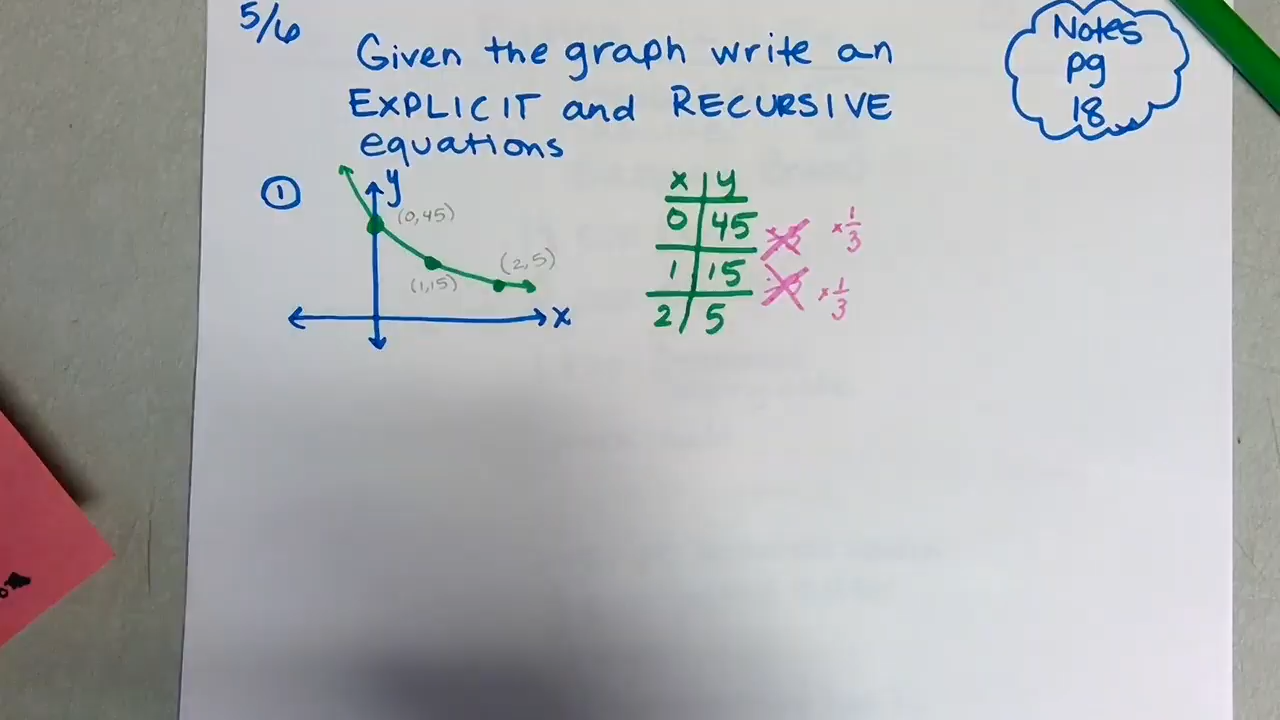 5/6
Given the graph write an
EXPLICIT and RECURSIVE
equations
Notes
pg
18
1
y
(0,45)
(1,15)
(2,5)
x
x y
0 45
1 15
2 5
×1/3
×1/3